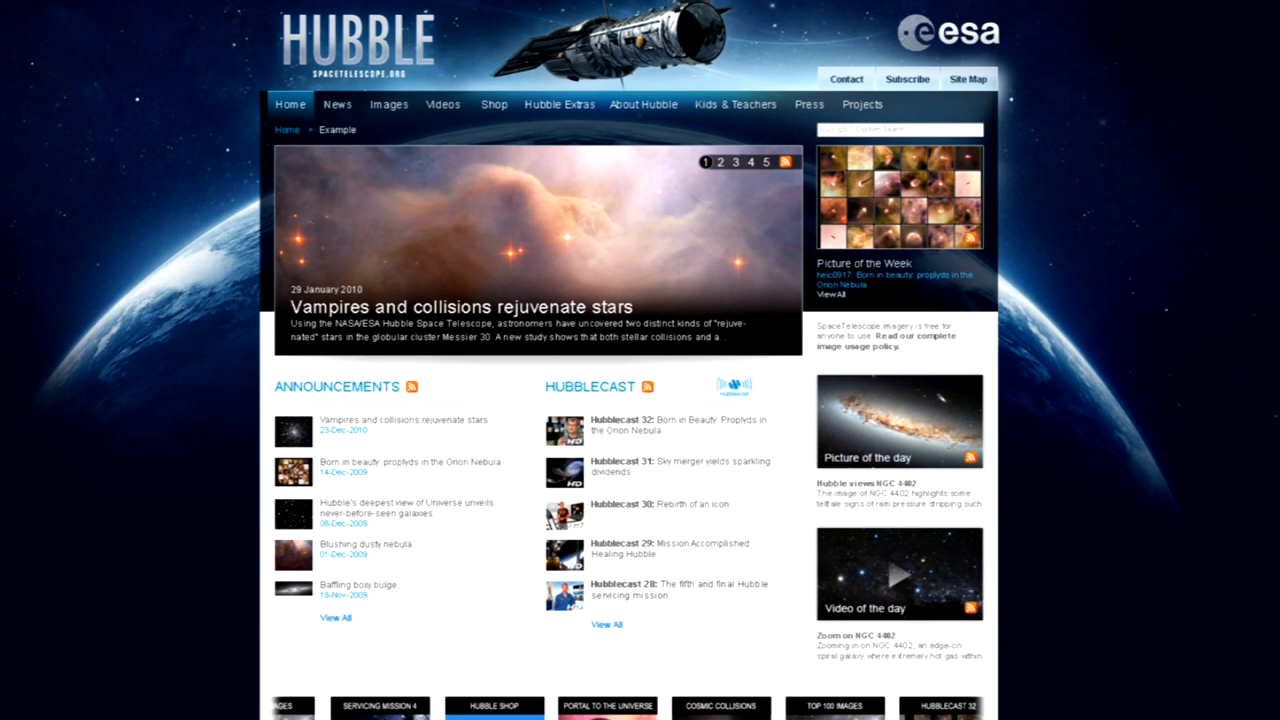 HUBBLE
SPACETELESCOPE.ORG
esa
Contact Subscribe Site Map
Home News Images Videos Shop Hubble Extras About Hubble Kids & Teachers Press Projects
Home » Example
Custom Search
1 2 3 4 5
29 January 2010
Vampires and collisions rejuvenate stars
Using the NASA/ESA Hubble Space Telescope, astronomers have uncovered two distinct kinds of "rejuve-
nated" stars in the globular cluster Messier 30. A new study shows that both stellar collisions and a...
Picture of the Week
heic0917: Born in beauty: proplyds in the
Orion Nebula
View All
SpaceTelescope imagery is free for
anyone to use. Read our complete
image usage policy.
ANNOUNCEMENTS
Vampires and collisions rejuvenate stars
23-Dec-2010
Born in beauty: proplyds in the Orion Nebula
14-Dec-2009
Hubble's deepest view of Universe unveils
never-before-seen galaxies
08-Dec-2009
Blushing dusty nebula
01-Dec-2009
Baffling boxy bulge
18-Nov-2009
View All
HUBBLECAST
Hubblecast
Hubblecast 32: Born in Beauty: Proplyds in
the Orion Nebula
HD
Hubblecast 31: Sky merger yields sparkling
dividends
HD
Hubblecast 30: Rebirth of an icon
Hubblecast 29: Mission Accomplished
Healing Hubble
HD
Hubblecast 28: The fifth and final Hubble
servicing mission
View All
Picture of the day
Hubble views NGC 4402
The image of NGC 4402 highlights some
telltale signs of ram pressure stripping such
Video of the day
Zoom on NGC 4402
Zooming in on NGC 4402, an edge-on
spiral galaxy where extremely hot gas within
AGES SERVICING MISSION 4 HUBBLE SHOP PORTAL TO THE UNIVERSE COSMIC COLLISIONS TOP 100 IMAGES HUBBLECAST 32